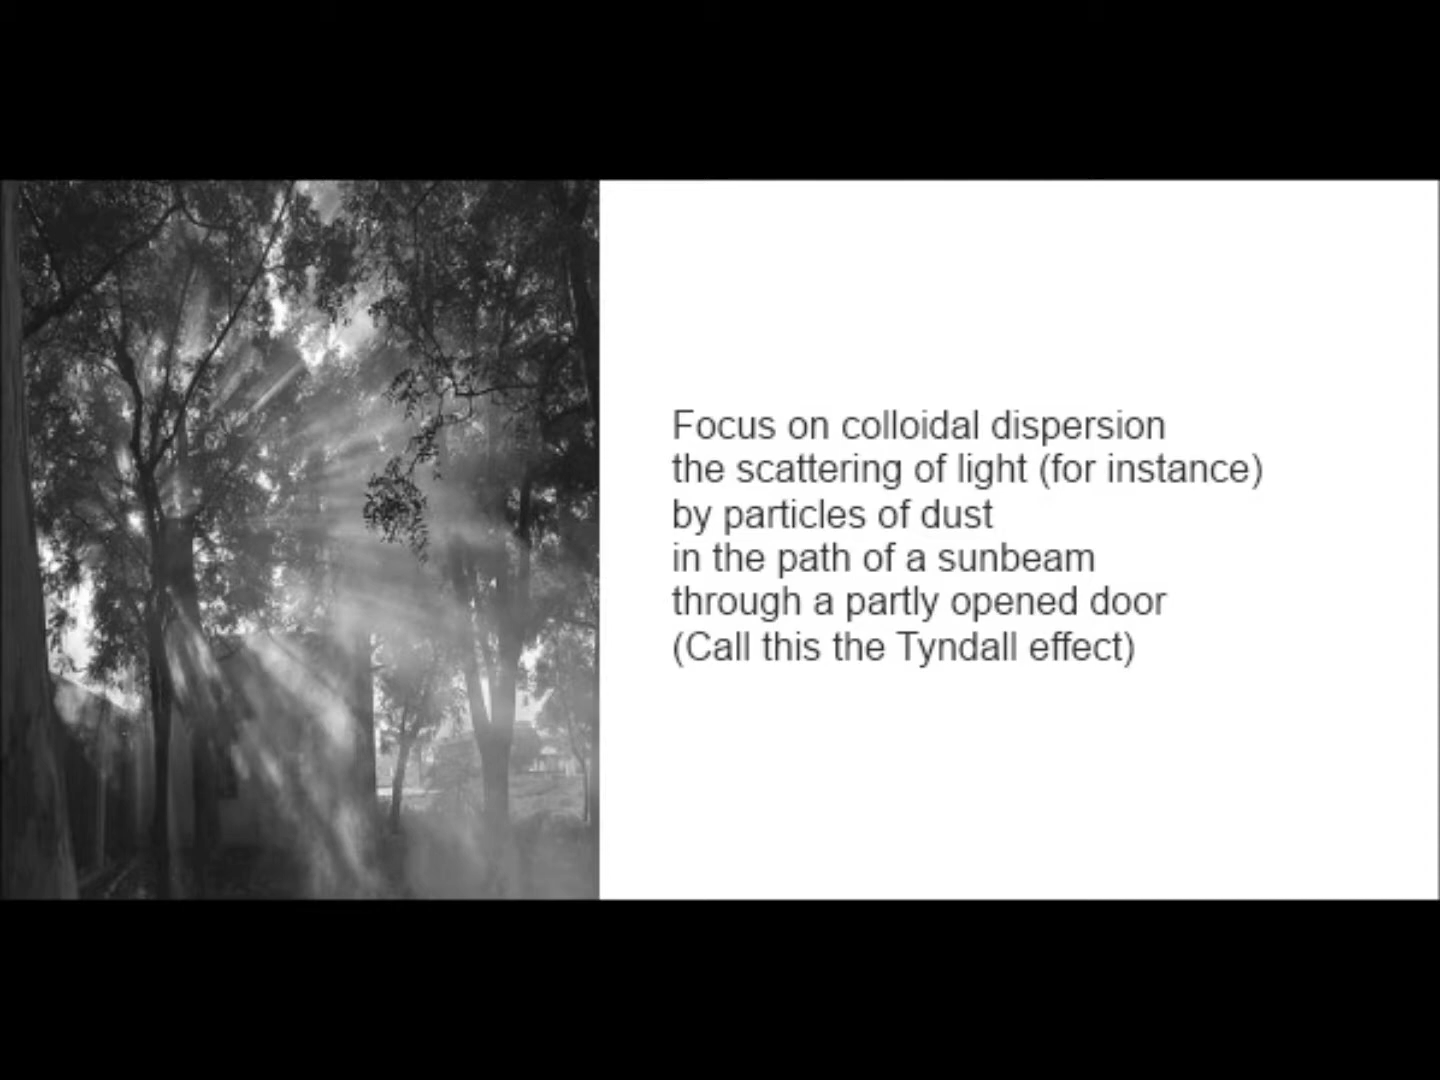 Focus on colloidal dispersion
the scattering of light (for instance)
by particles of dust
in the path of a sunbeam
through a partly opened door
(Call this the Tyndall effect)